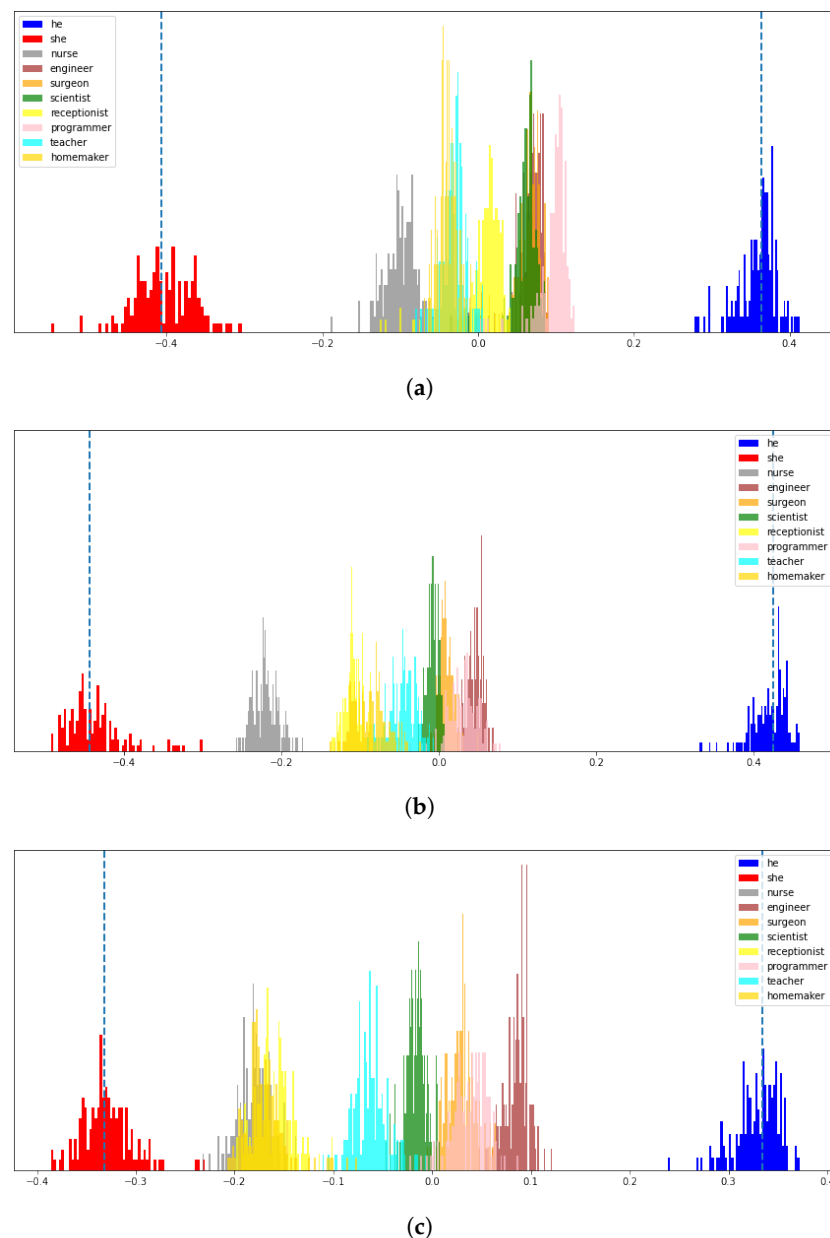 he
she
nurse
engineer
surgeon
scientist
receptionist
programmer
teacher
homemaker
−0.4 −0.2 0.0 0.2 0.4
(a)
he
she
nurse
engineer
surgeon
scientist
receptionist
programmer
teacher
homemaker
−0.4 −0.2 0.0 0.2 0.4
(b)
he
she
nurse
engineer
surgeon
scientist
receptionist
programmer
teacher
homemaker
−0.4 −0.3 −0.2 −0.1 0.0 0.1 0.2 0.3 0.4
(c)